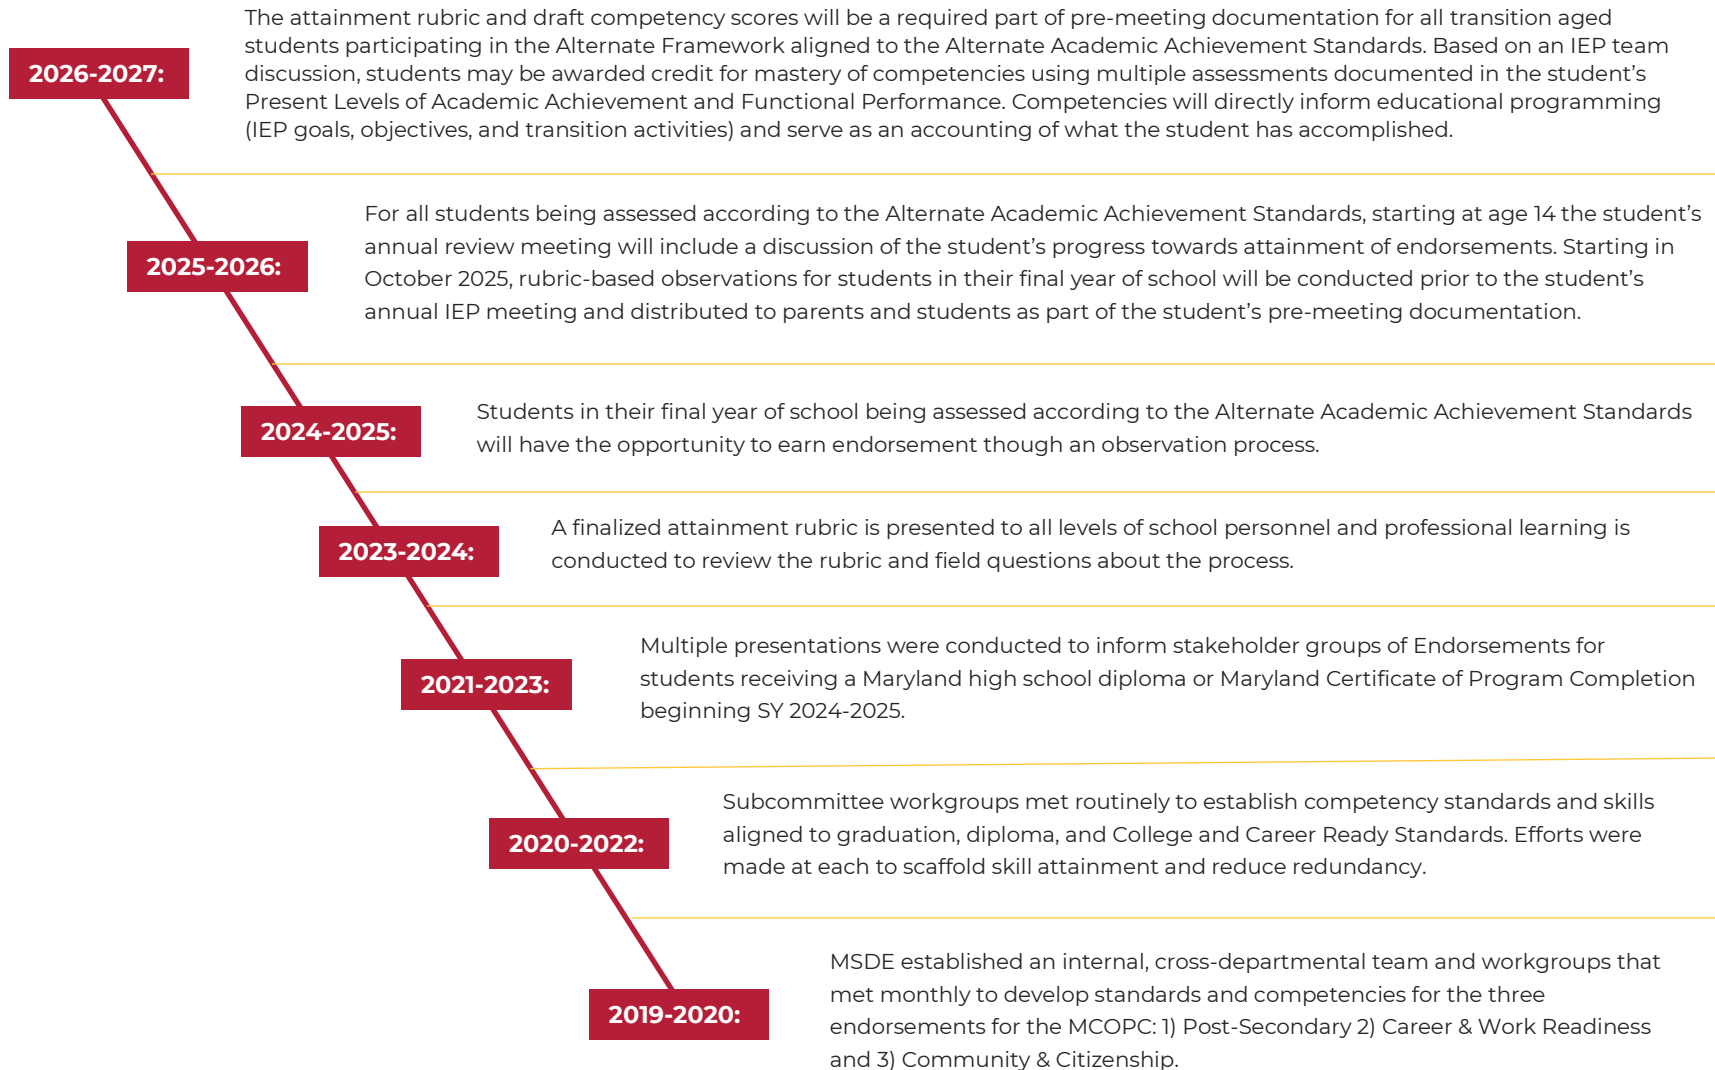 2026-2027:
The attainment rubric and draft competency scores will be a required part of pre-meeting documentation for all transition aged
students participating in the Alternate Framework aligned to the Alternate Academic Achievement Standards. Based on an IEP team
discussion, students may be awarded credit for mastery of competencies using multiple assessments documented in the student’s
Present Levels of Academic Achievement and Functional Performance. Competencies will directly inform educational programming
(IEP goals, objectives, and transition activities) and serve as an accounting of what the student has accomplished.
2025-2026:
For all students being assessed according to the Alternate Academic Achievement Standards, starting at age 14 the student’s
annual review meeting will include a discussion of the student’s progress towards attainment of endorsements. Starting in
October 2025, rubric-based observations for students in their final year of school will be conducted prior to the student’s
annual IEP meeting and distributed to parents and students as part of the student’s pre-meeting documentation.
2024-2025:
Students in their final year of school being assessed according to the Alternate Academic Achievement Standards
will have the opportunity to earn endorsement though an observation process.
2023-2024:
A finalized attainment rubric is presented to all levels of school personnel and professional learning is
conducted to review the rubric and field questions about the process.
2021-2023:
Multiple presentations were conducted to inform stakeholder groups of Endorsements for
students receiving a Maryland high school diploma or Maryland Certificate of Program Completion
beginning SY 2024-2025.
2020-2022:
Subcommittee workgroups met routinely to establish competency standards and skills
aligned to graduation, diploma, and College and Career Ready Standards. Efforts were
made at each to scaffold skill attainment and reduce redundancy.
2019-2020:
MSDE established an internal, cross-departmental team and workgroups that
met monthly to develop standards and competencies for the three
endorsements for the MCOPC: 1) Post-Secondary 2) Career & Work Readiness
and 3) Community & Citizenship.